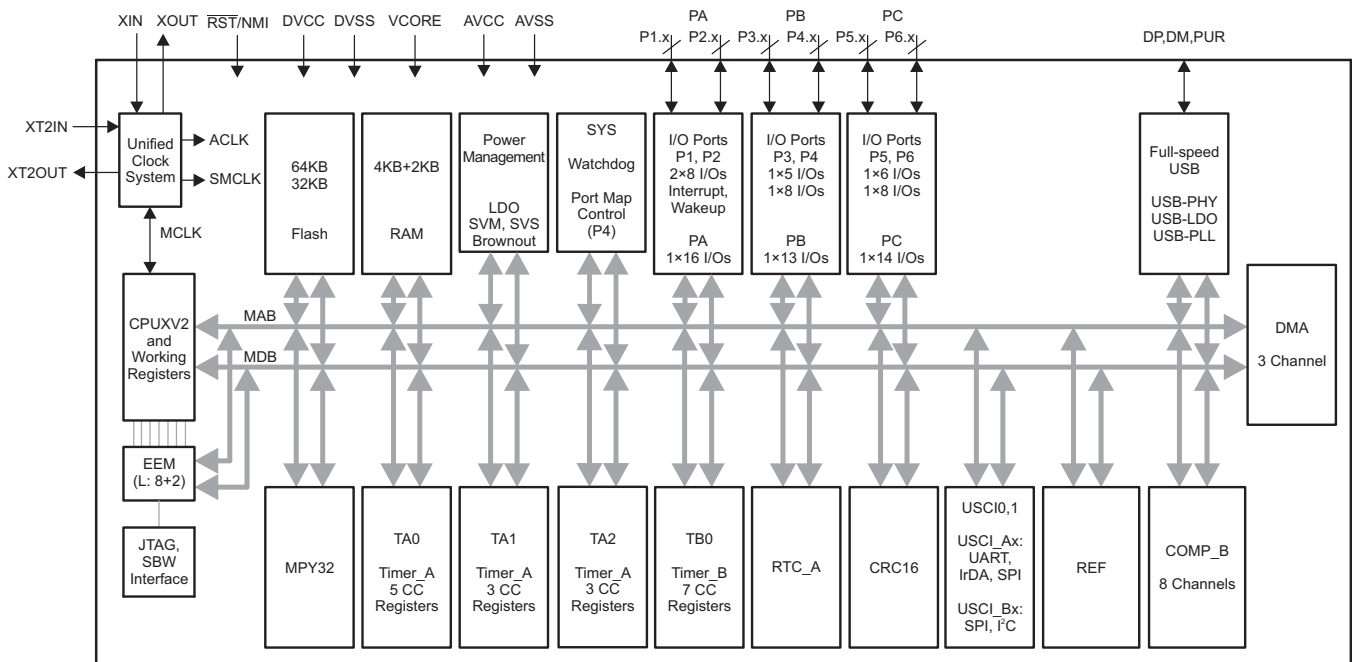 XIN XOUT RST/NMI DVCC DVSS VCORE AVCC AVSS PA PB PC
P1.x P2.x P3.x P4.x P5.x P6.x DP,DM,PUR
XT2IN
XT2OUT
Unified
Clock
System
ACLK
SMCLK
MCLK
64KB
32KB
Flash
4KB+2KB
RAM
Power
Management
LDO
SVM, SVS
Brownout
SYS
Watchdog
Port Map
Control
(P4)
I/O Ports
P1, P2
2×8 I/Os
Interrupt,
Wakeup
PA
1×16 I/Os
I/O Ports
P3, P4
1×5 I/Os
1×8 I/Os
PB
1×13 I/Os
I/O Ports
P5, P6
1×6 I/Os
1×8 I/Os
PC
1×14 I/Os
Full-speed
USB
USB-PHY
USB-LDO
USB-PLL
CPUXV2
and
Working
Registers
MAB
MDB
DMA
3 Channel
EEM
(L: 8+2)
JTAG,
SBW
Interface
MPY32
TA0
Timer_A
5 CC
Registers
TA1
Timer_A
3 CC
Registers
TA2
Timer_A
3 CC
Registers
TB0
Timer_B
7 CC
Registers
RTC_A
CRC16
USCI0,1
USCI_Ax:
UART,
IrDA, SPI
USCI_Bx:
SPI, I²C
REF
COMP_B
8 Channels